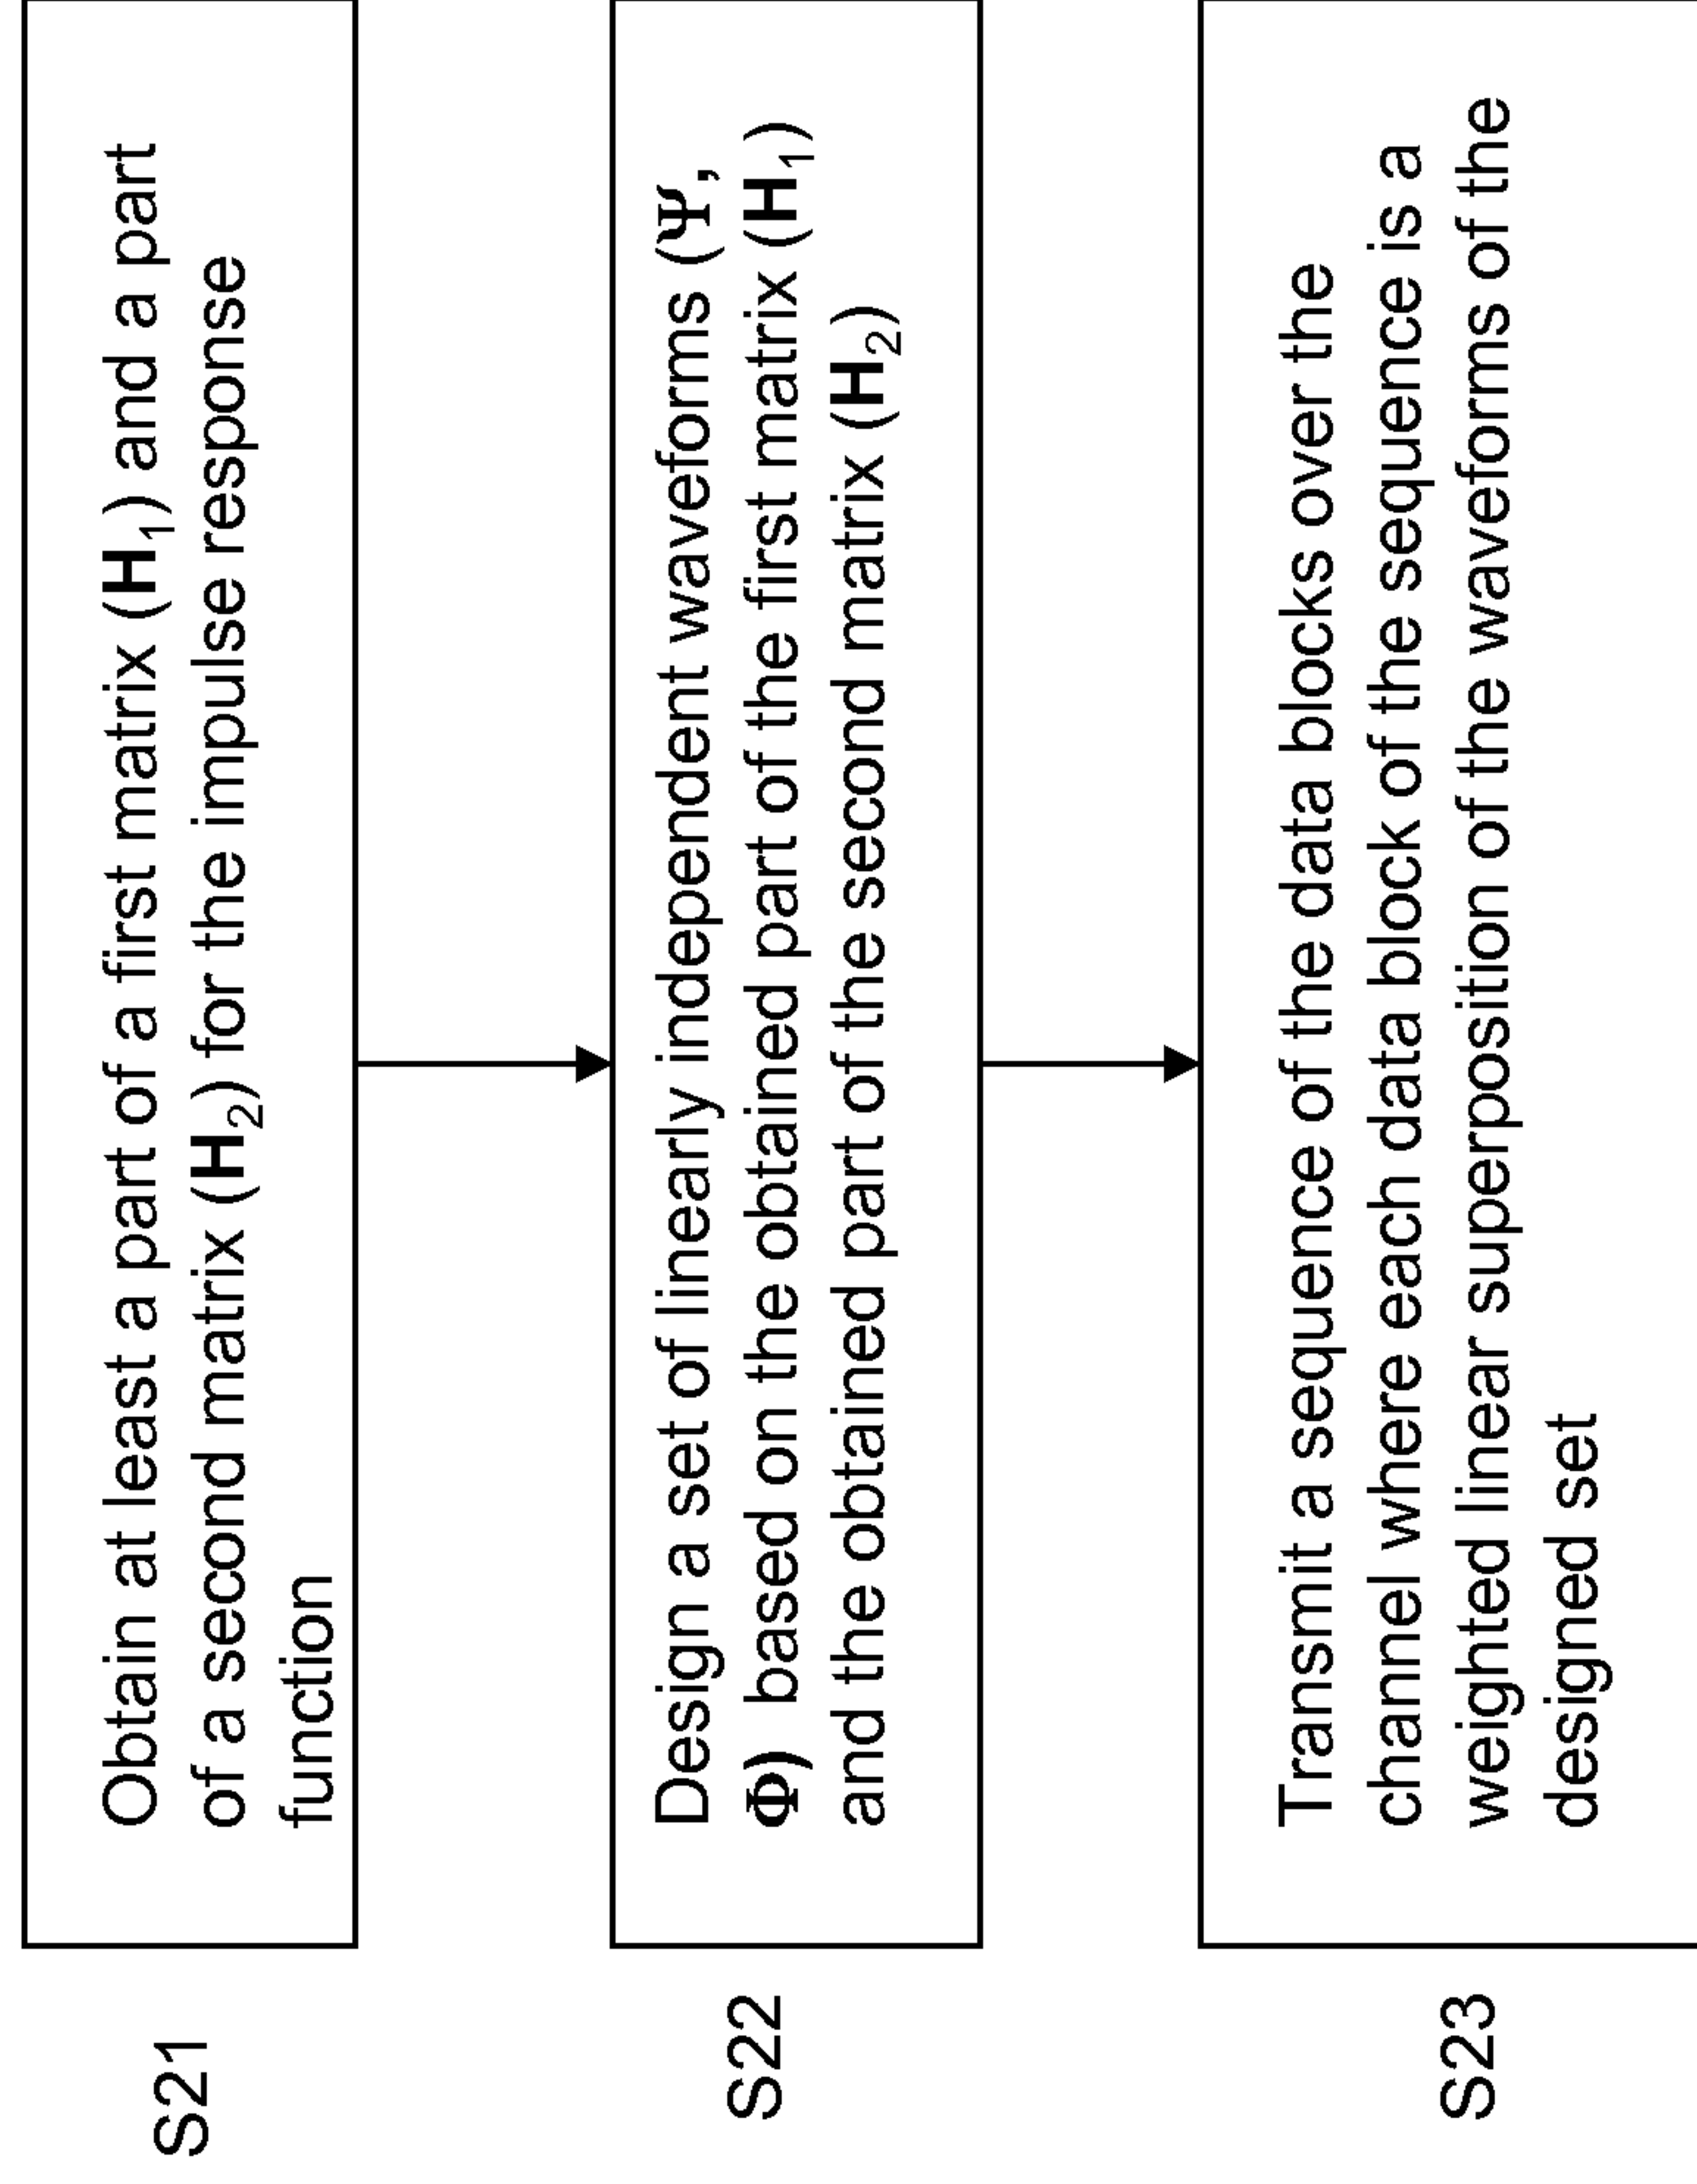 S21
Obtain at least a part of a first matrix (H₁) and a part
of a second matrix (H₂) for the impulse response
function
S22
Design a set of linearly independent waveforms (Ψ,
Φ) based on the obtained part of the first matrix (H₁)
and the obtained part of the second matrix (H₂)
S23
Transmit a sequence of the data blocks over the
channel where each data block of the sequence is a
weighted linear superposition of the waveforms of the
designed set